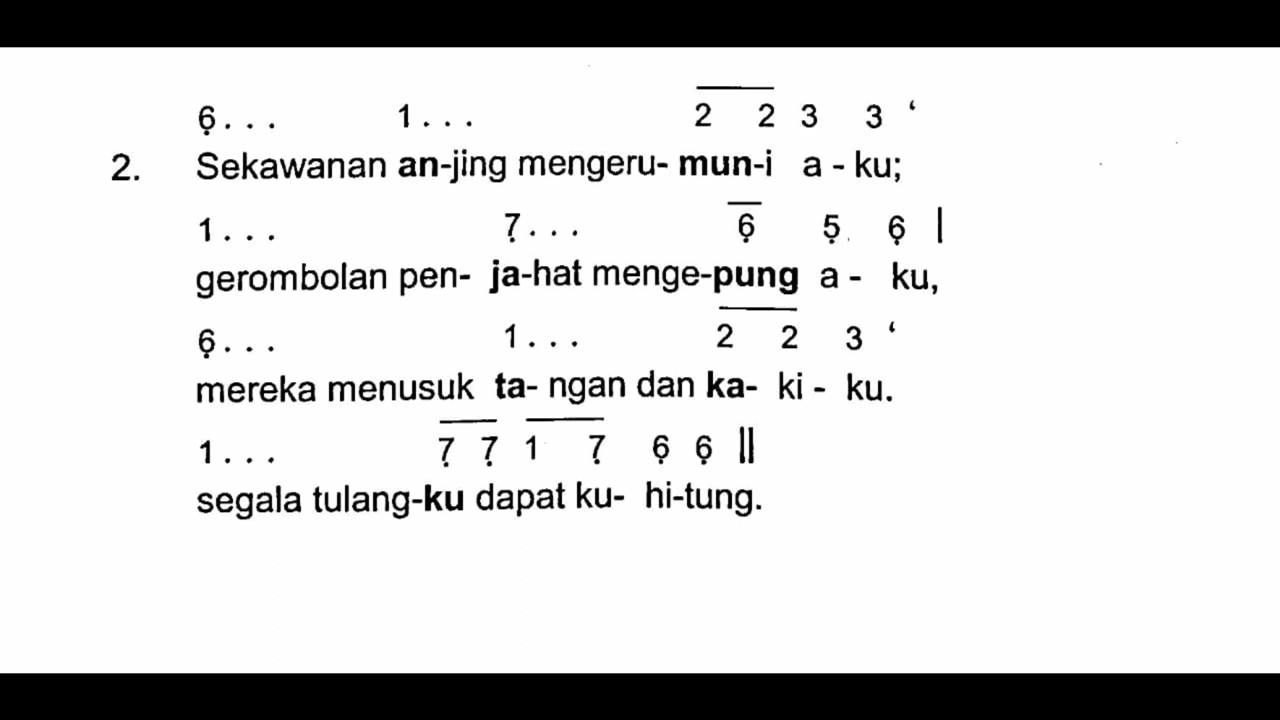 6̣ . . . 1 . . . 2 2 3 3 ‘
2. Sekawanan an-jing mengeru- mun-i a - ku;
1 . . . 7̣ . . . 6̣ 5̣ 6̣ |
gerombolan pen- ja-hat menge-pung a - ku,
6̣ . . . 1 . . . 2 2 3 ‘
mereka menusuk ta- ngan dan ka- ki - ku.
1 . . . 7̣ 7̣ 1 7̣ 6̣ 6̣ ||
segala tulang-ku dapat ku- hi-tung.